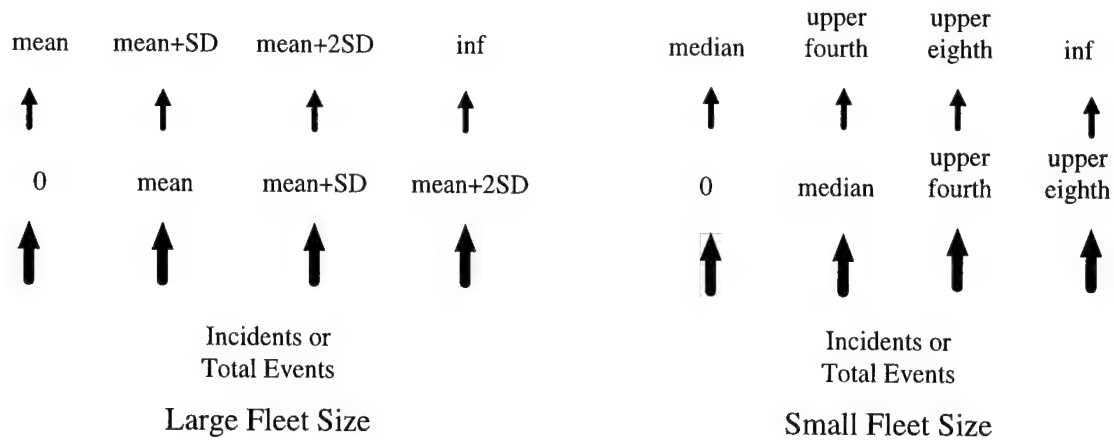 mean mean+SD mean+2SD inf
0 mean mean+SD mean+2SD
Incidents or
Total Events
Large Fleet Size
upper upper
median fourth eighth inf
upper upper
0 median fourth eighth
Incidents or
Total Events
Small Fleet Size